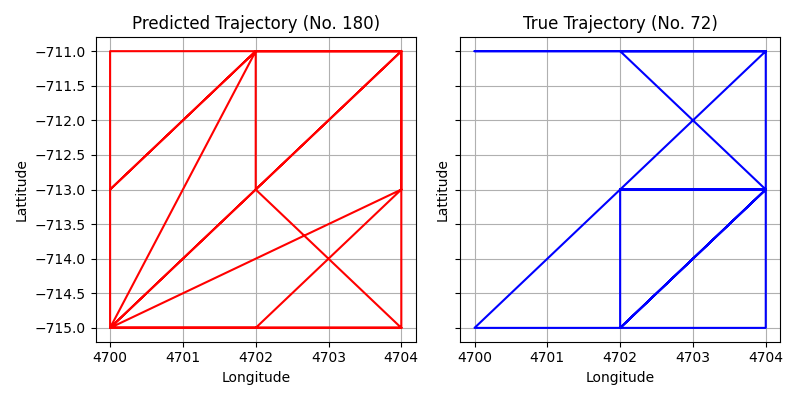 Predicted Trajectory (No. 180)
−711.0
−711.5
−712.0
−712.5
−713.0
−713.5
−714.0
−714.5
−715.0
Lattitude
4700 4701 4702 4703 4704
Longitude
True Trajectory (No. 72)
Lattitude
4700 4701 4702 4703 4704
Longitude